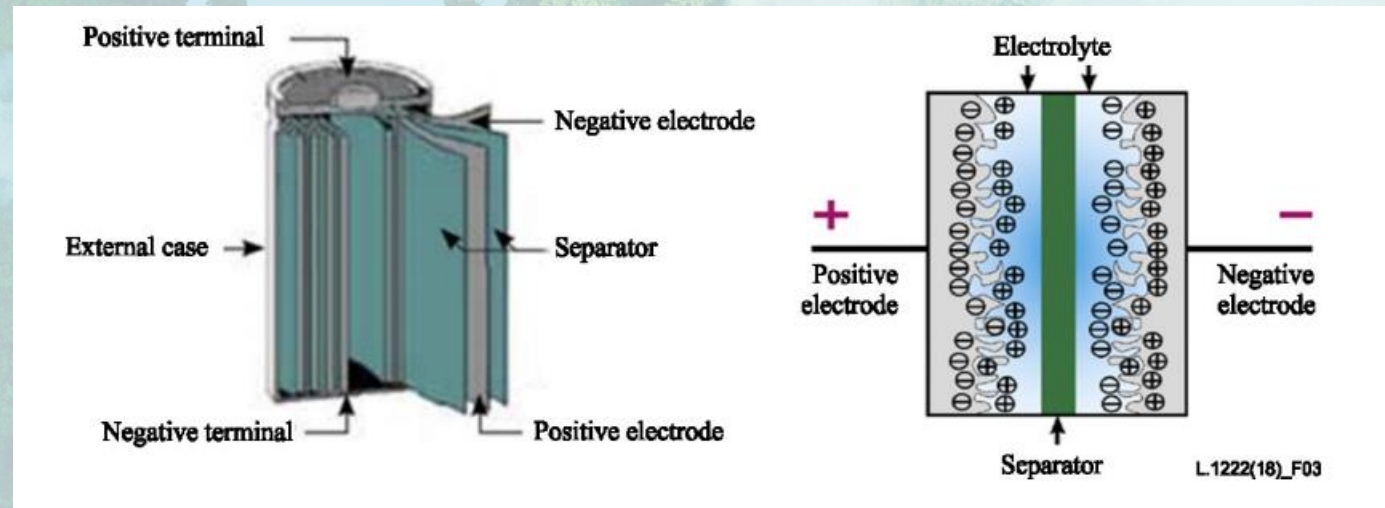 Positive terminal
Negative electrode
External case
Separator
Negative terminal
Positive electrode
Electrolyte
+
−
Positive
electrode
Negative
electrode
Separator
L.1222(18)_F03